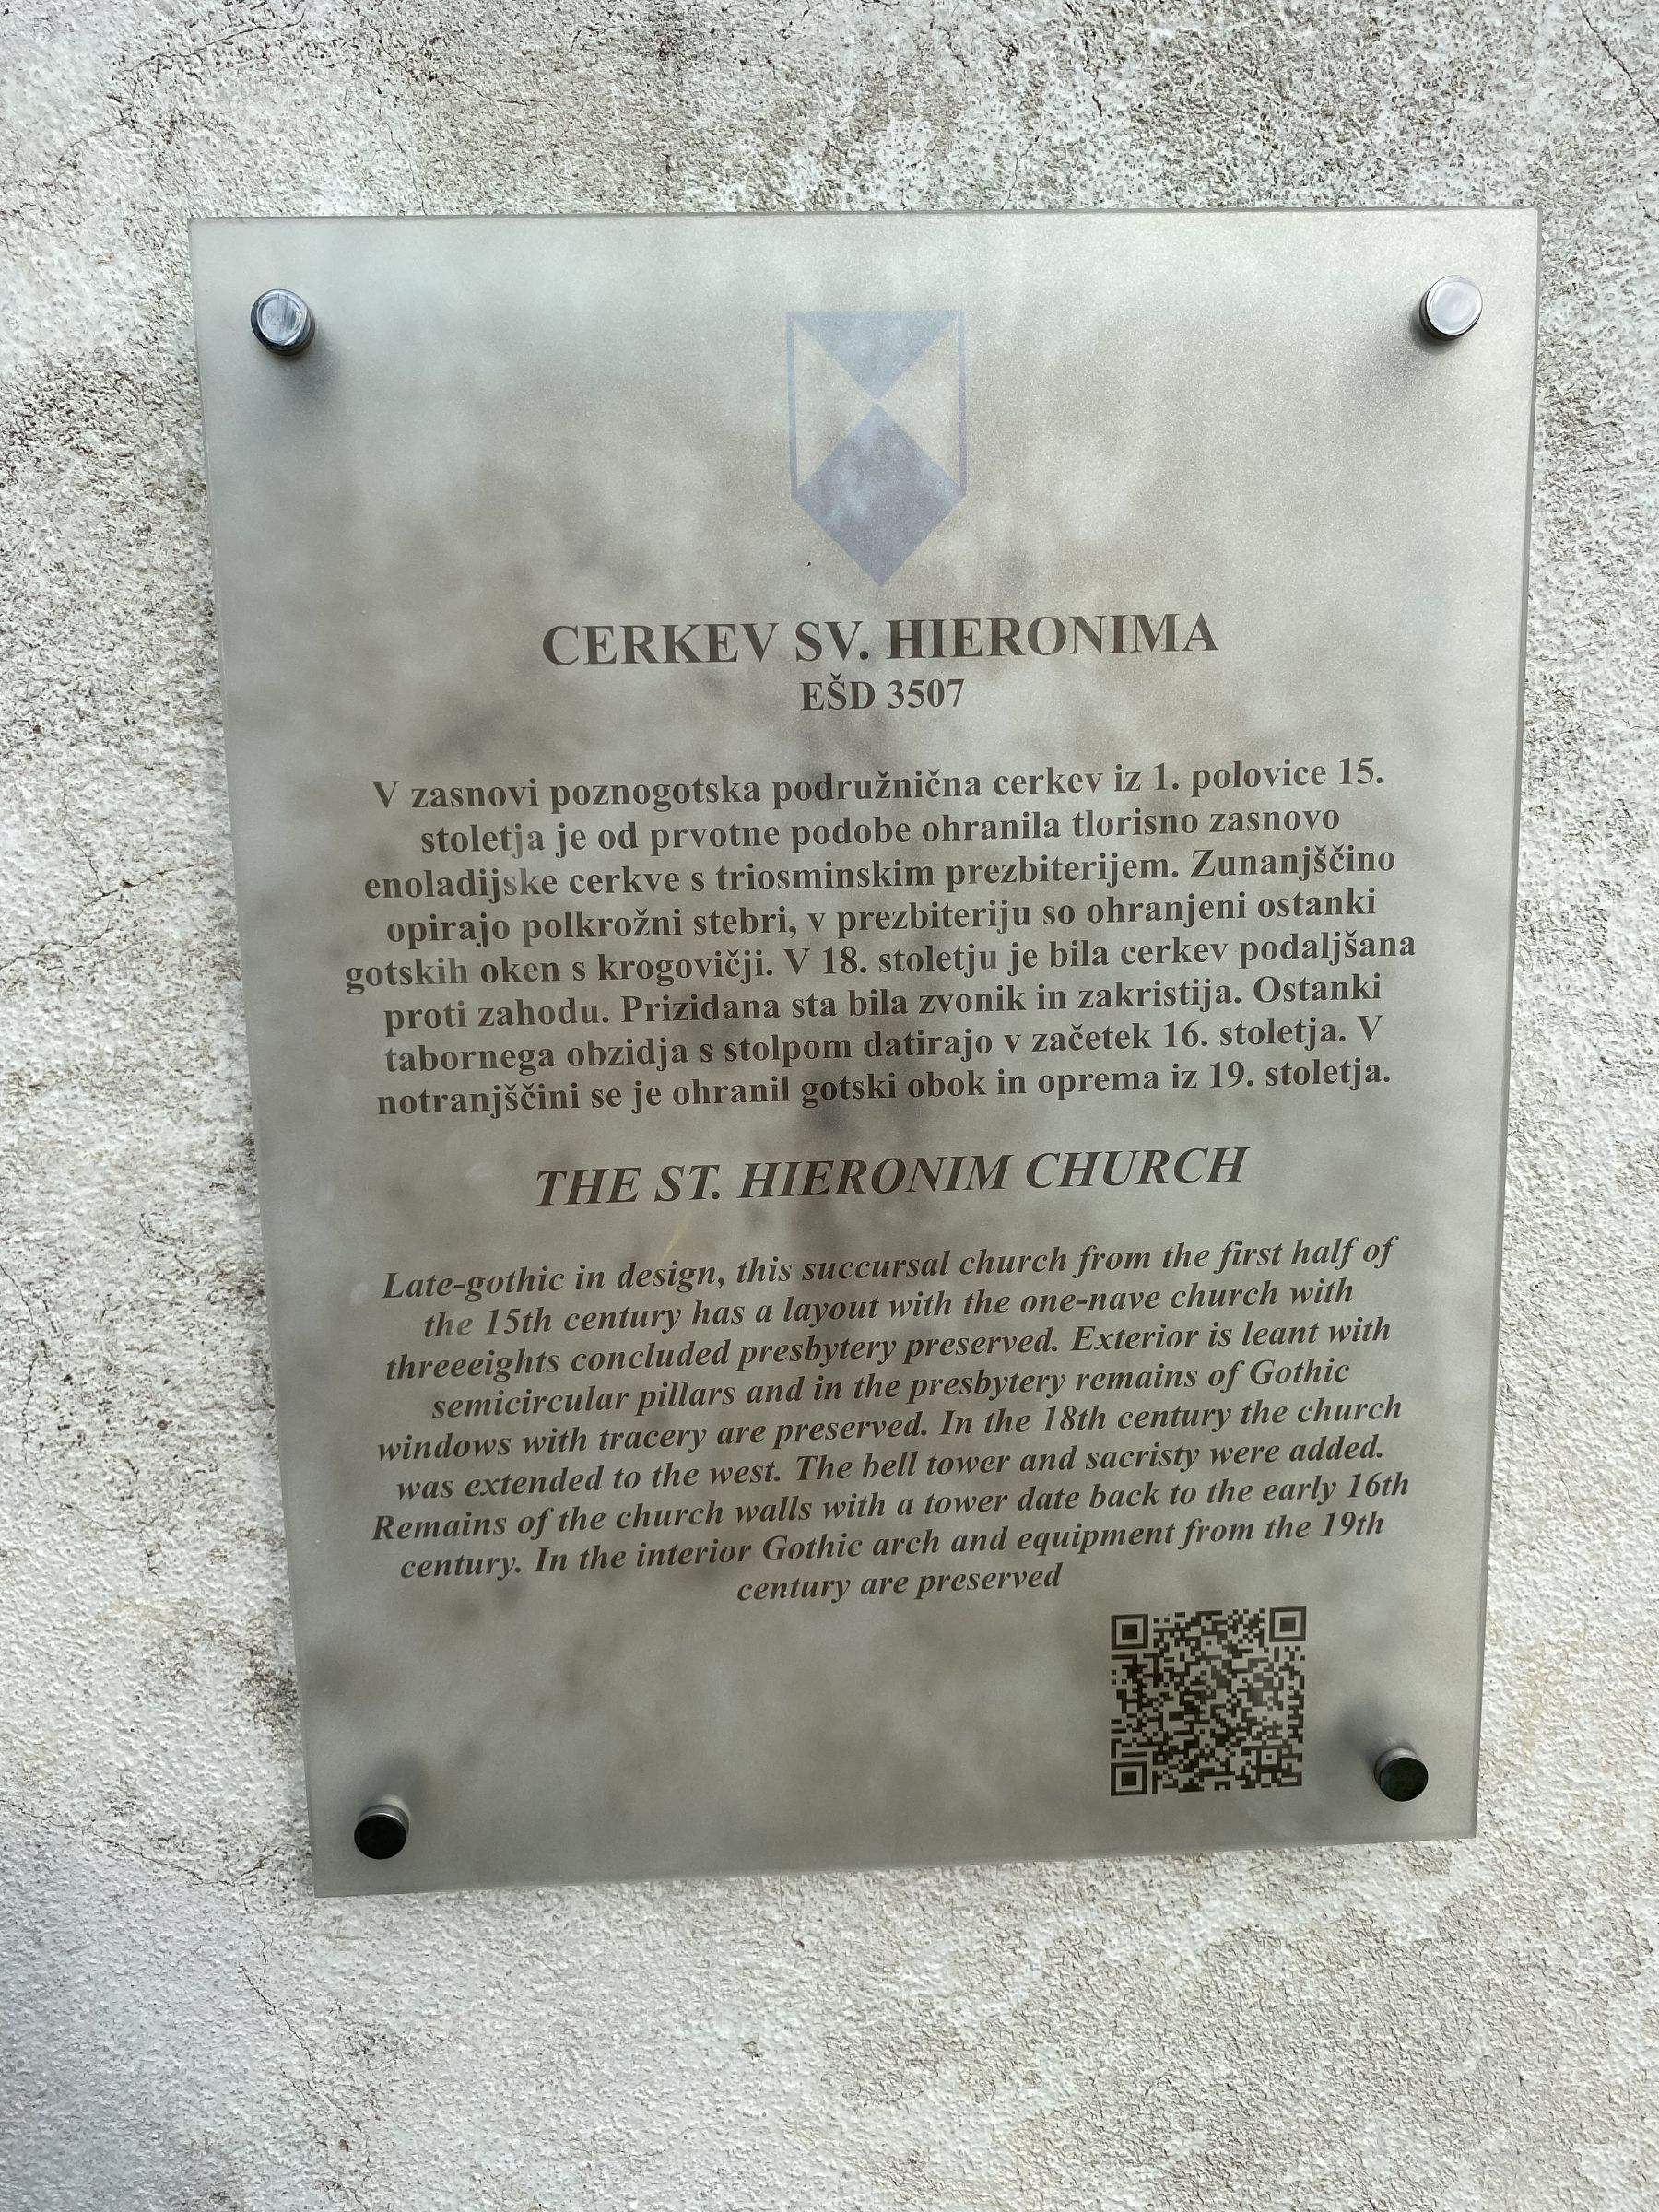 CERKEV SV. HIERONIMA
EŠD 3507
V zasnovi poznogotska podružnična cerkev iz 1. polovice 15.
stoletja je od prvotne podobe ohranila tlorisno zasnovo
enoladijske cerkve s triosminskim prezbiterijem. Zunanjščino
opirajo polkrožni stebri, v prezbiteriju so ohranjeni ostanki
gotskih oken s krogovičji. V 18. stoletju je bila cerkev podaljšana
proti zahodu. Prizidana sta bila zvonik in zakristija. Ostanki
tabornega obzidja s stolpom datirajo v začetek 16. stoletja. V
notranjščini se je ohranil gotski obok in oprema iz 19. stoletja.
THE ST. HIERONIM CHURCH
Late-gothic in design, this succursal church from the first half of
the 15th century has a layout with the one-nave church with
threeeights concluded presbytery preserved. Exterior is leant with
semicircular pillars and in the presbytery remains of Gothic
windows with tracery are preserved. In the 18th century the church
was extended to the west. The bell tower and sacristy were added.
Remains of the church walls with a tower date back to the early 16th
century. In the interior Gothic arch and equipment from the 19th
century are preserved